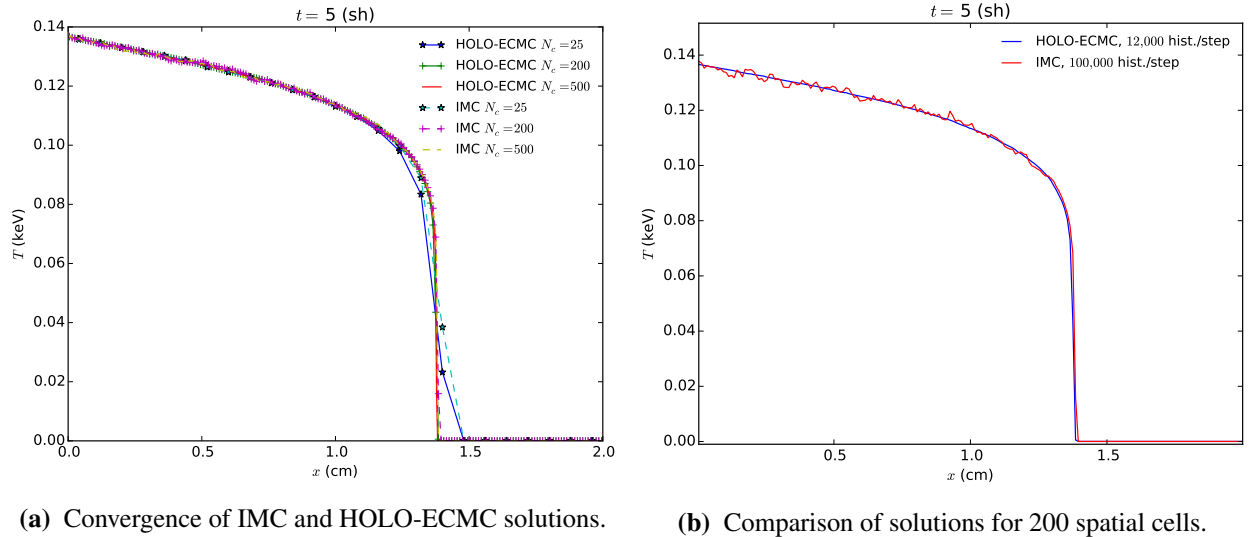 t = 5 (sh)
0.14
0.12
0.10
0.08
0.06
0.04
0.02
0.00
T (keV)
0.0 0.5 1.0 1.5 2.0
x (cm)
HOLO-ECMC N_c =25
HOLO-ECMC N_c =200
HOLO-ECMC N_c =500
IMC N_c =25
IMC N_c =200
IMC N_c =500
(a) Convergence of IMC and HOLO-ECMC solutions.
t = 5 (sh)
0.14
0.12
0.10
0.08
0.06
0.04
0.02
0.00
T (keV)
0.5 1.0 1.5
x (cm)
HOLO-ECMC, 12,000 hist./step
IMC, 100,000 hist./step
(b) Comparison of solutions for 200 spatial cells.